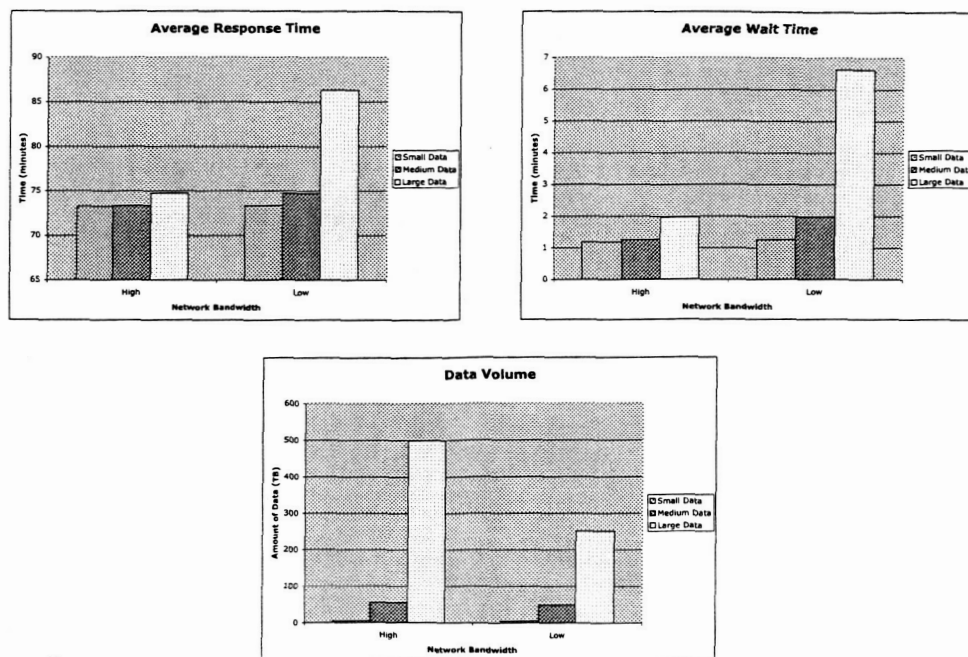 Average Response Time
90
85
80
75
70
65
Time (minutes)
High
Low
Network Bandwidth
Small Data
Medium Data
Large Data
Average Wait Time
7
6
5
4
3
2
1
0
Time (minutes)
High
Low
Network Bandwidth
Small Data
Medium Data
Large Data
Data Volume
600
500
400
300
200
100
0
Amount of Data (TB)
High
Low
Network Bandwidth
Small Data
Medium Data
Large Data